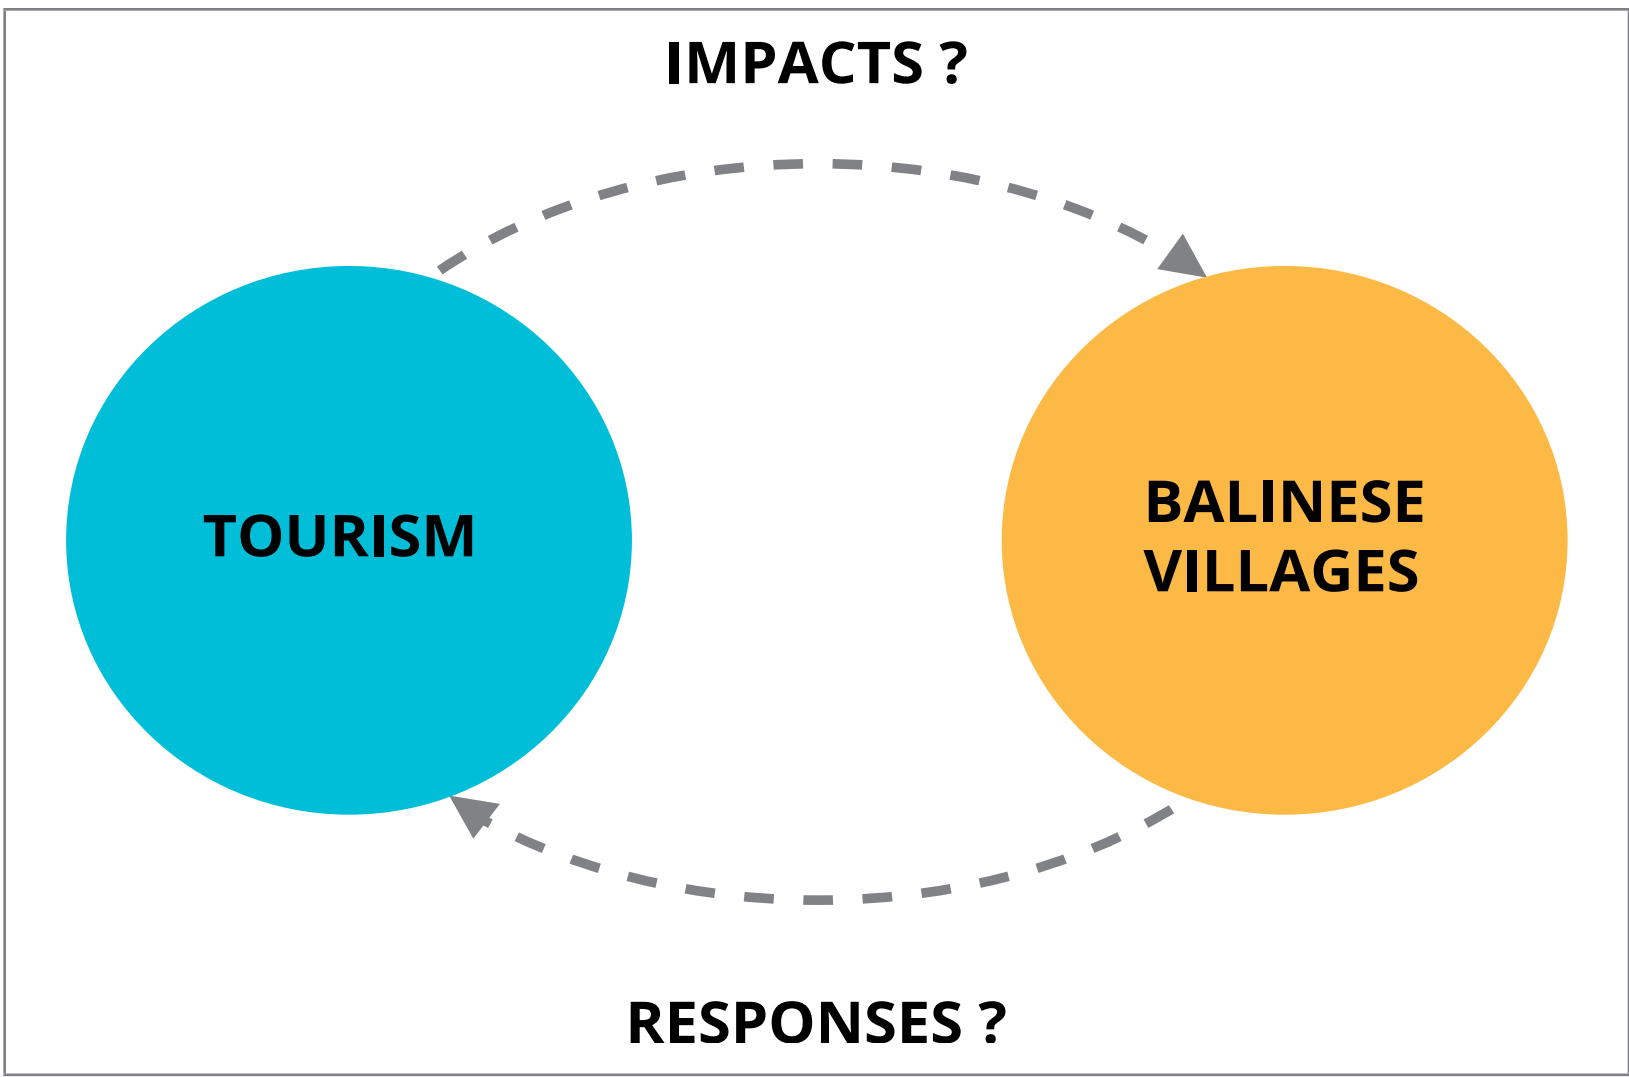 IMPACTS ?
TOURISM
BALINESE
VILLAGES
RESPONSES ?